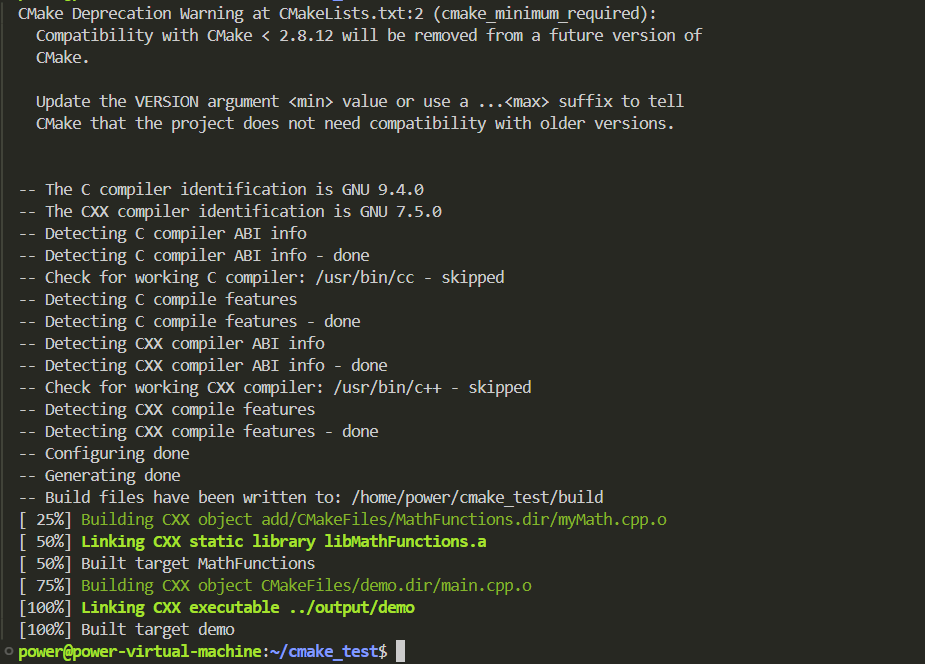 CMake Deprecation Warning at CMakeLists.txt:2 (cmake_minimum_required):
  Compatibility with CMake < 2.8.12 will be removed from a future version of
  CMake.

  Update the VERSION argument <min> value or use a ...<max> suffix to tell
  CMake that the project does not need compatibility with older versions.


-- The C compiler identification is GNU 9.4.0
-- The CXX compiler identification is GNU 7.5.0
-- Detecting C compiler ABI info
-- Detecting C compiler ABI info - done
-- Check for working C compiler: /usr/bin/cc - skipped
-- Detecting C compile features
-- Detecting C compile features - done
-- Detecting CXX compiler ABI info
-- Detecting CXX compiler ABI info - done
-- Check for working CXX compiler: /usr/bin/c++ - skipped
-- Detecting CXX compile features
-- Detecting CXX compile features - done
-- Configuring done
-- Generating done
-- Build files have been written to: /home/power/cmake_test/build
[ 25%] Building CXX object add/CMakeFiles/MathFunctions.dir/myMath.cpp.o
[ 50%] Linking CXX static library libMathFunctions.a
[ 50%] Built target MathFunctions
[ 75%] Building CXX object CMakeFiles/demo.dir/main.cpp.o
[100%] Linking CXX executable ../output/demo
[100%] Built target demo
power@power-virtual-machine:~/cmake_test$